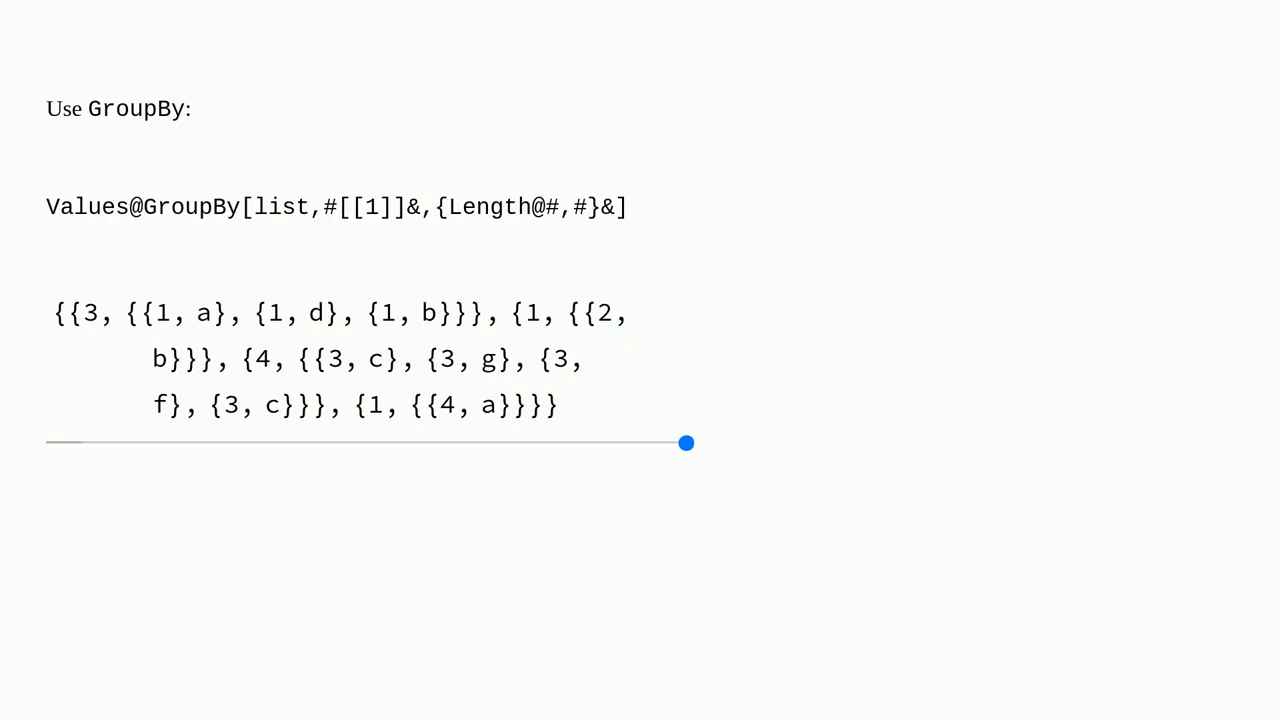 Use GroupBy:
Values@GroupBy[list,#[[1]]&,{Length@#,#}&]
{{3, {{1, a}, {1, d}, {1, b}}}, {1, {{2,
b}}}, {4, {{3, c}, {3, g}, {3,
f}, {3, c}}}, {1, {{4, a}}}}